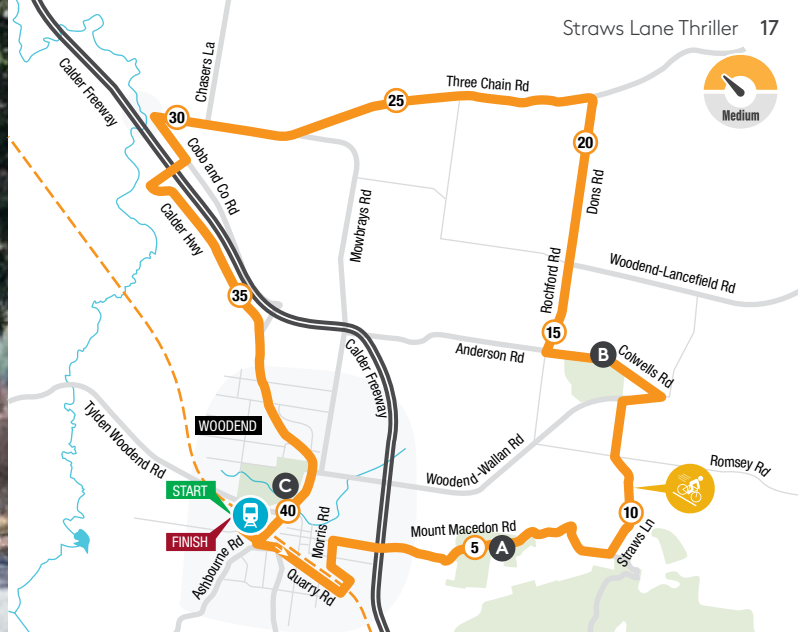 Straws Lane Thriller 17
Medium
Calder Freeway
Chasers La
30
25
Three Chain Rd
20
Dons Rd
Cobb and Co Rd
Calder Hwy
Mowbrays Rd
Rochford Rd
Woodend-Lancefield Rd
35
15
Anderson Rd
B
Colwells Rd
Calder Freeway
WOODEND
Tylden Woodend Rd
Woodend-Wallan Rd
Romsey Rd
START
C
40
10
FINISH
Ashbourne Rd
Morris Rd
Mount Macedon Rd
5
A
Straws Ln
Quarry Rd